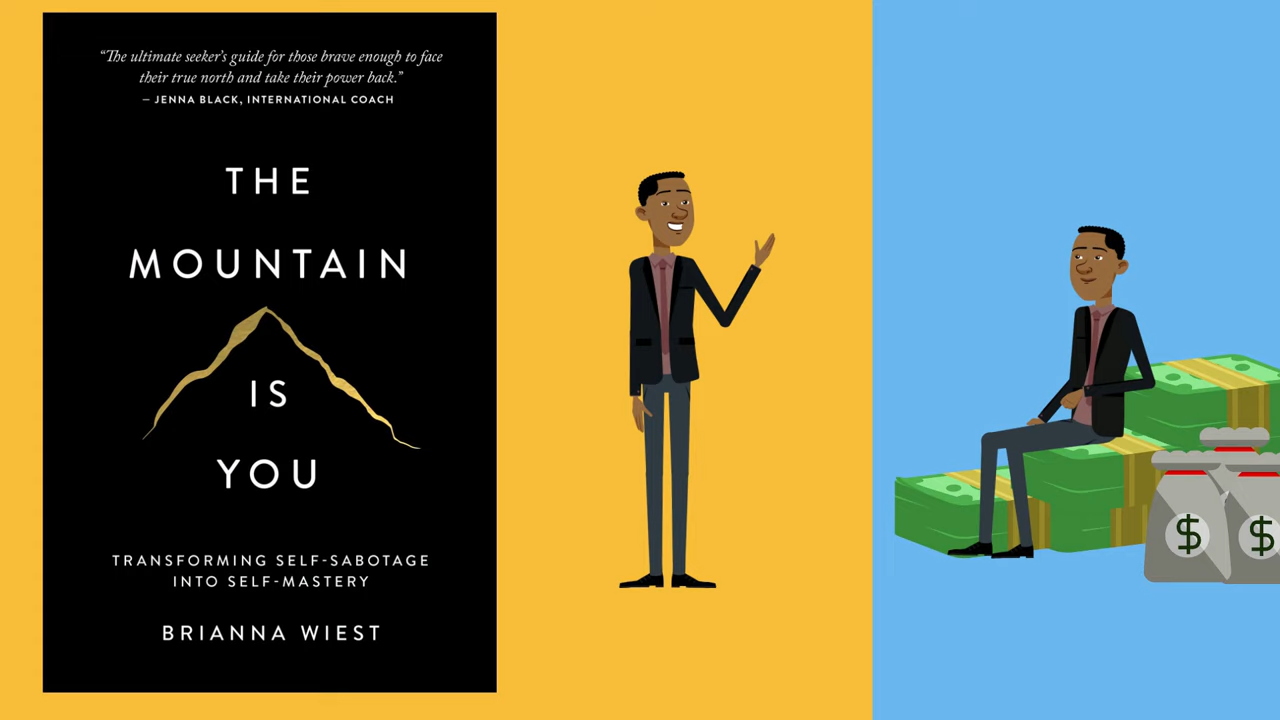 “The ultimate seeker's guide for those brave enough to face
their true north and take their power back.”
— JENNA BLACK, INTERNATIONAL COACH
THE
MOUNTAIN
IS
YOU
TRANSFORMING SELF-SABOTAGE
INTO SELF-MASTERY
BRIANNA WIEST
$ $